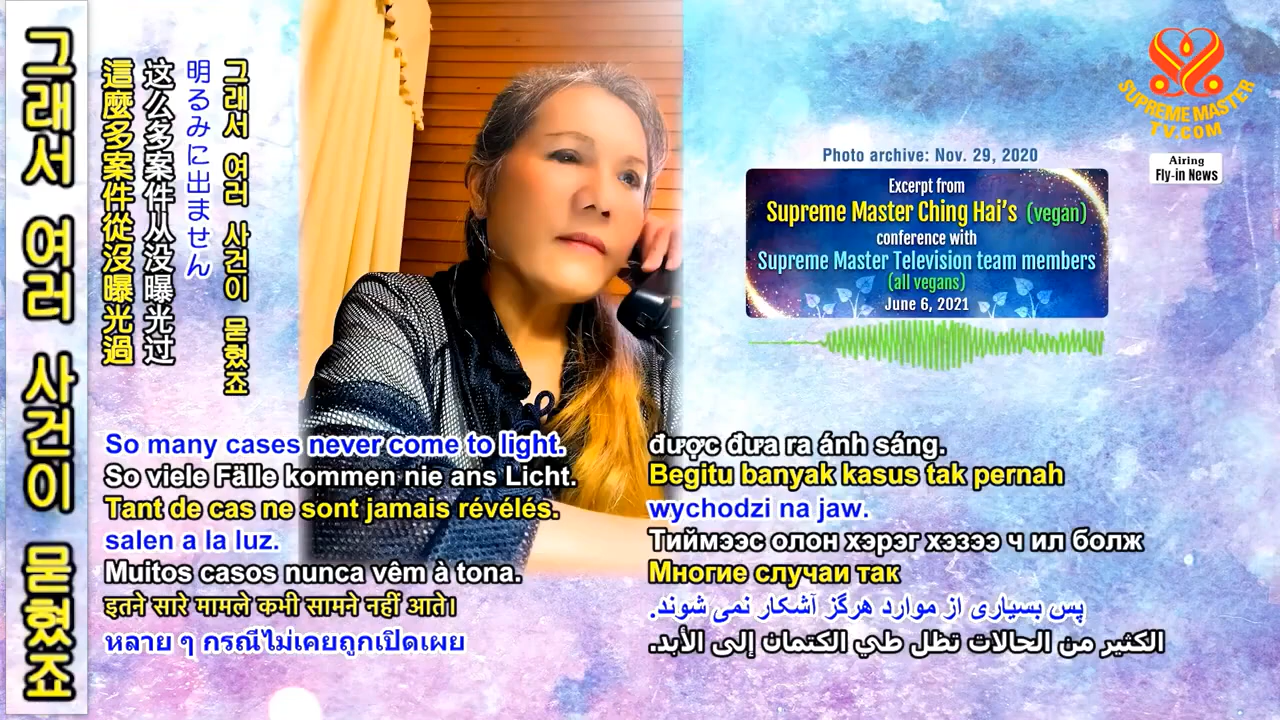 그래서 여러 사건이 묻혔죠
這麼多案件從沒曝光過
这么多案件从没曝光过
明るみに出ません
그래서 여러 사건이 묻혔죠
SUPREME MASTER
TV.COM
Airing
Fly-in News
Photo archive: Nov. 29, 2020
Excerpt from
Supreme Master Ching Hai’s (vegan)
conference with
Supreme Master Television team members
(all vegans)
June 6, 2021
So many cases never come to light.
So viele Fälle kommen nie ans Licht.
Tant de cas ne sont jamais révélés.
salen a la luz.
Muitos casos nunca vêm à tona.
इतने सारे मामले कभी सामने नहीं आते।
หลาย ๆ กรณีไม่เคยถูกเปิดเผย
được đưa ra ánh sáng.
Begitu banyak kasus tak pernah
wychodzi na jaw.
Тиймээс олон хэрэг хэзээ ч ил болж
Многие случаи так
پس بسیاری از موارد هرگز آشکار نمی شوند.
الكثير من الحالات تظل طي الكتمان إلى الأبد.